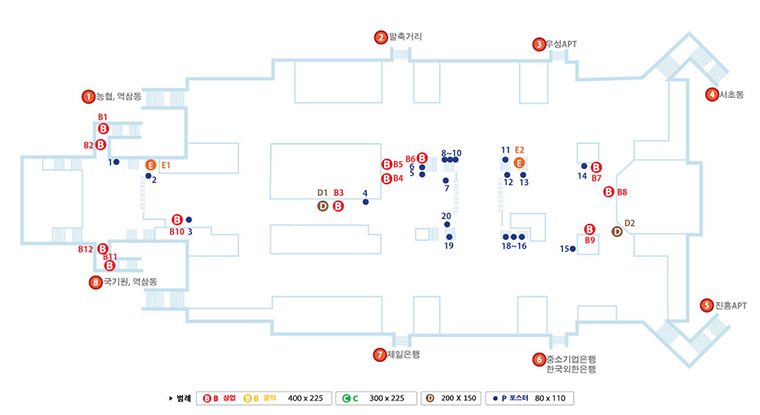 2 말축거리
3 우성APT
4 서초동
1 농협, 역삼동
B1
B
B2 B
1
E E1
2
B
B10
3
B12 B
B11
B
8 국기원, 역삼동
D1 B3
D B
4
B B5
B B4
B6 B
6
5
8~10
7
11
E2
E
12 13
14
B
B7
B B8
B
B9
D2
D
15
20
19
18~16
5 진흥APT
7 제일은행
6 중소기업은행
한국외한은행
▶ 범례 B B 상업 B B 공익 400 x 225 C C 300 x 225 D 200 X 150 P 포스터 80 x 110